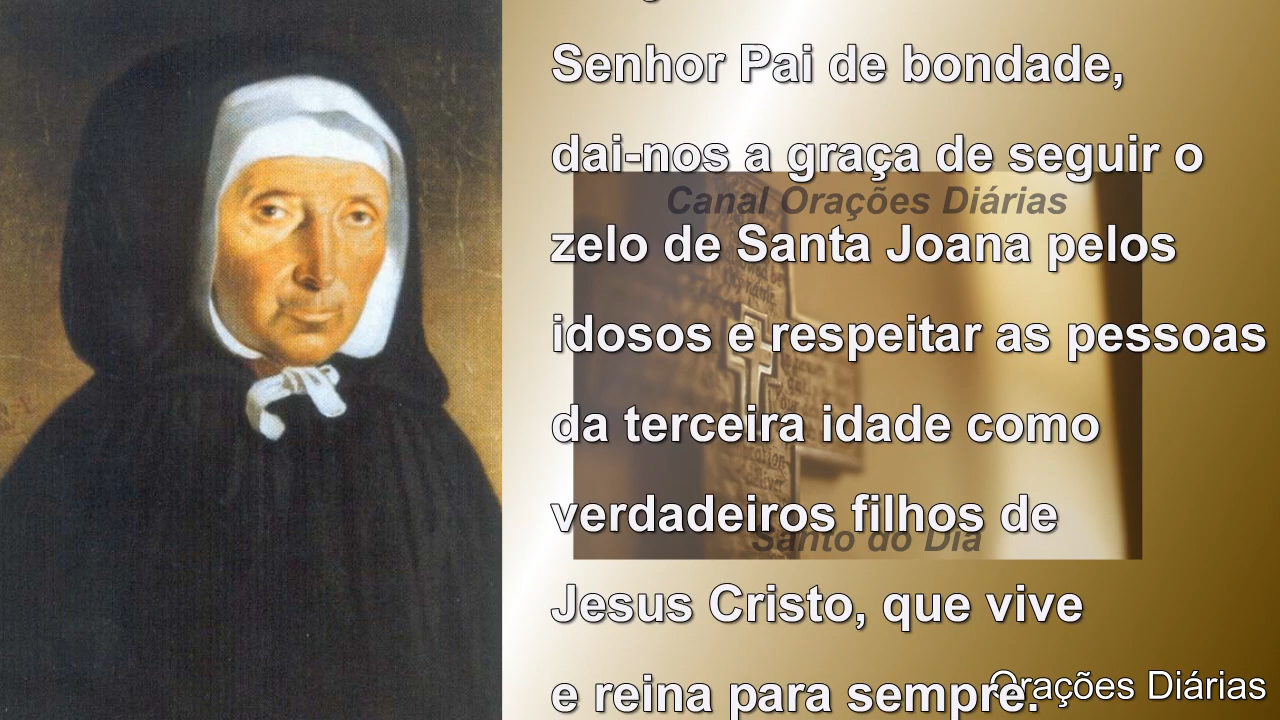 Senhor Pai de bondade,
dai-nos a graça de seguir o
Canal Orações Diárias
zelo de Santa Joana pelos
idosos e respeitar as pessoas
da terceira idade como
verdadeiros filhos de
Santo do Dia
Jesus Cristo, que vive
e reina para sempre.
Orações Diárias